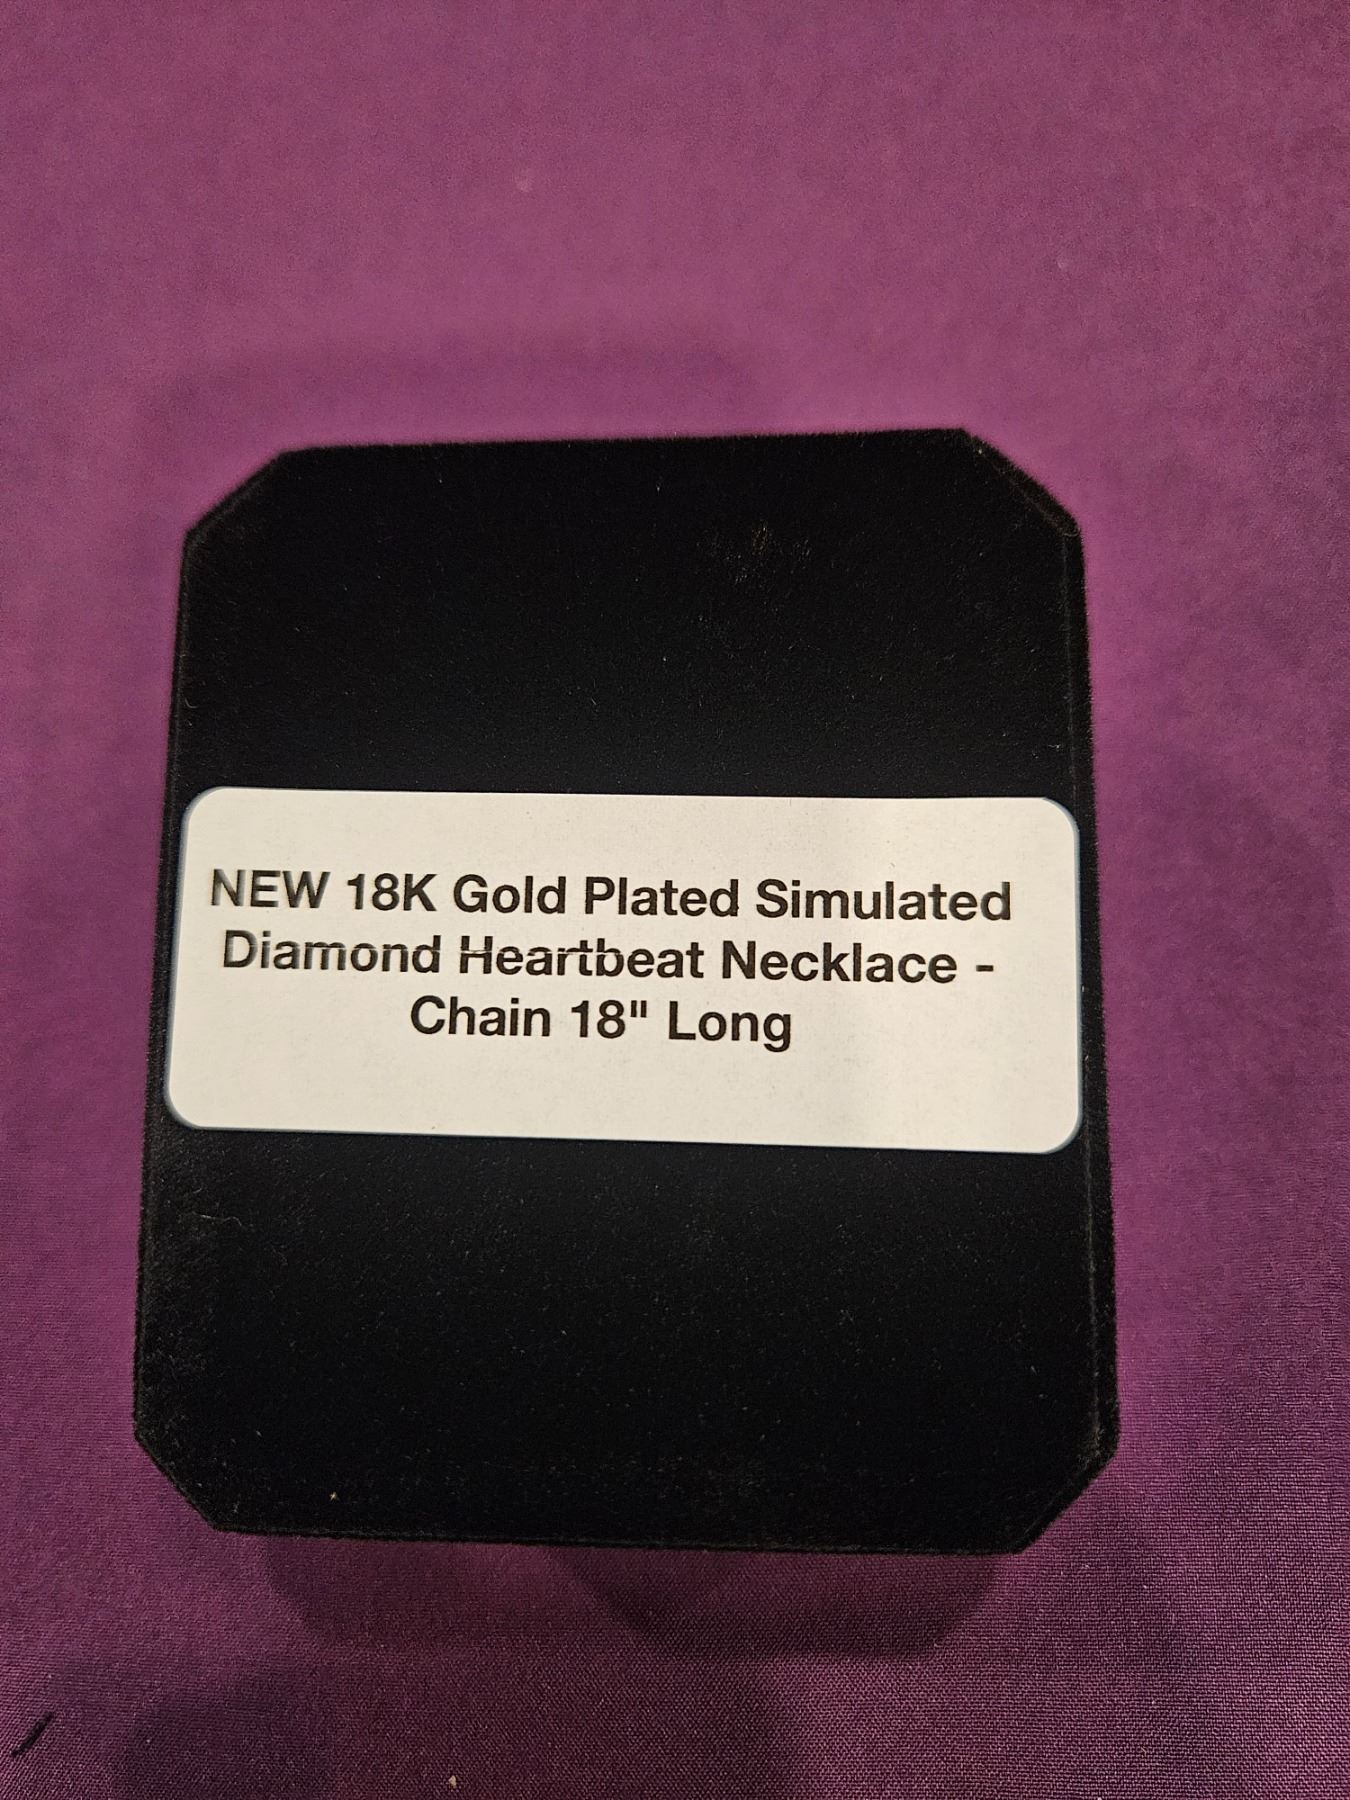 NEW 18K Gold Plated Simulated
Diamond Heartbeat Necklace -
Chain 18" Long